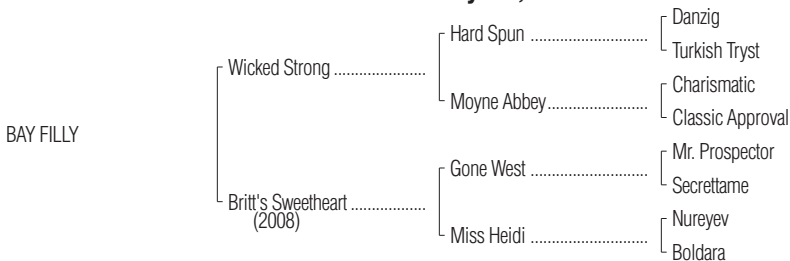 Danzig
Hard Spun ..........................
Turkish Tryst
Wicked Strong ......................
Charismatic
Moyne Abbey........................
Classic Approval
BAY FILLY
Mr. Prospector
Gone West ..........................
Secrettame
Britt's Sweetheart ..................
(2008)
Nureyev
Miss Heidi ..........................
Boldara